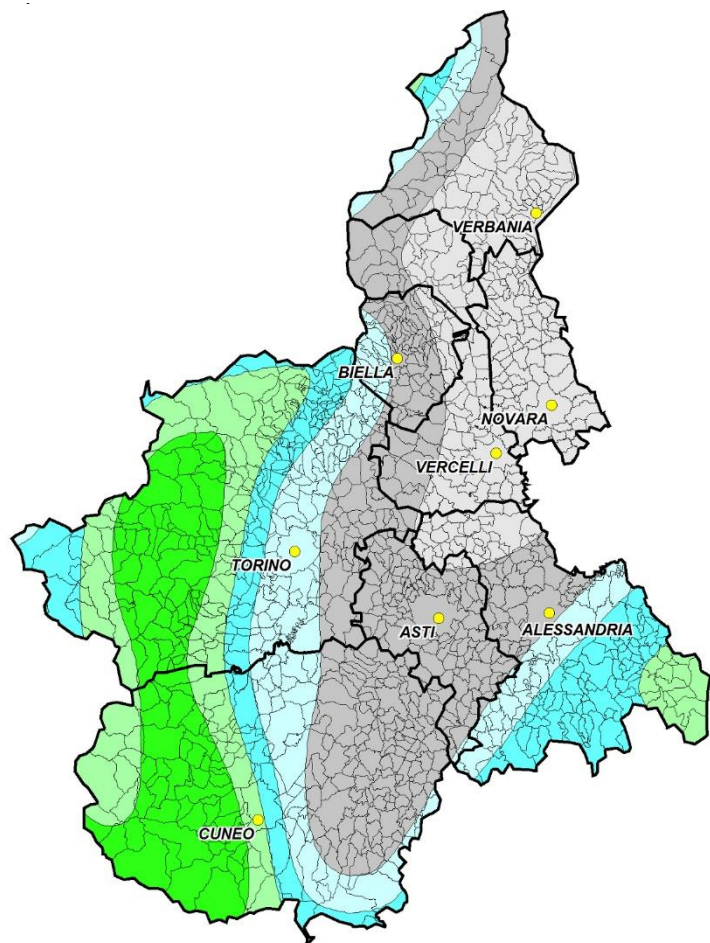 VERBANIA
BIELLA
NOVARA
VERCELLI
TORINO
ASTI
ALESSANDRIA
CUNEO